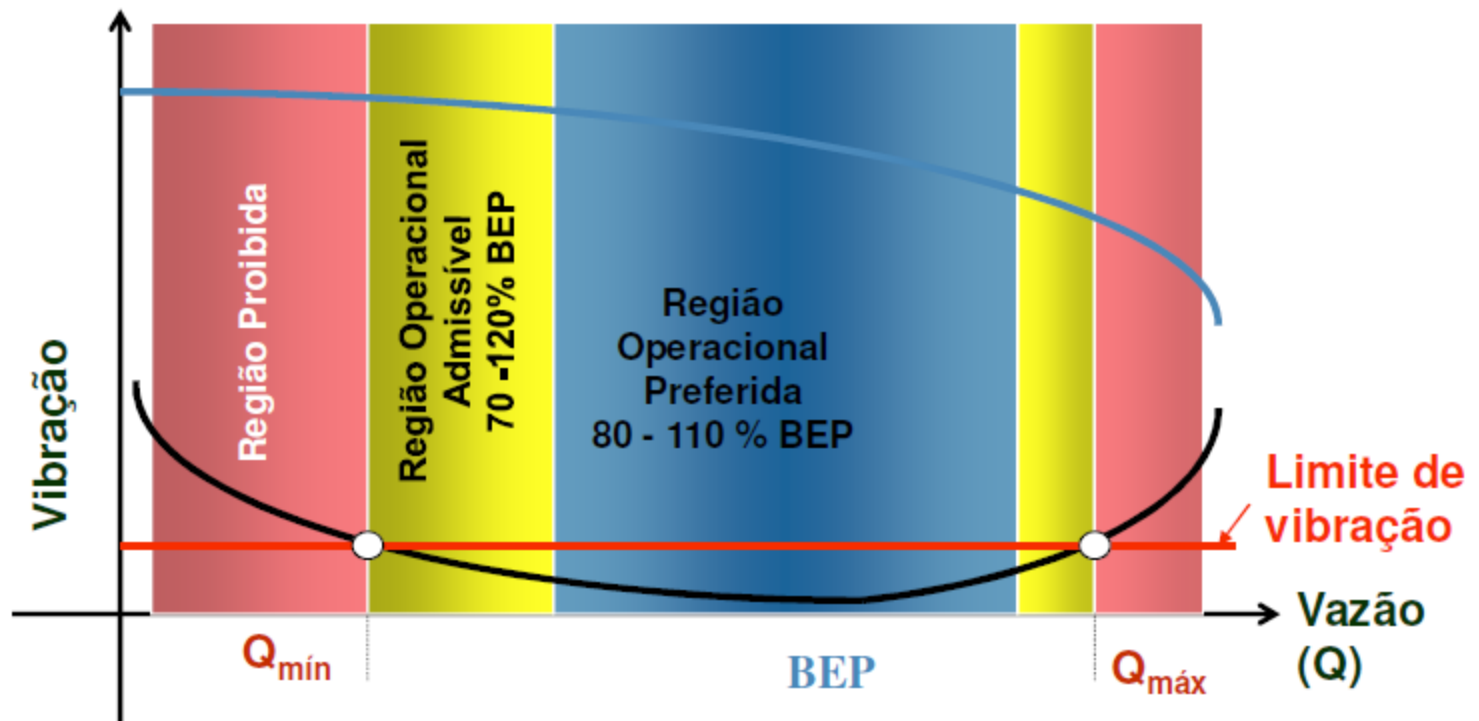 Vibração
Região Proibida
Região Operacional
Admissível
70 -120% BEP
Região
Operacional
Preferida
80 - 110 % BEP
Limite de
vibração
Vazão
(Q)
Qmín
BEP
Qmáx